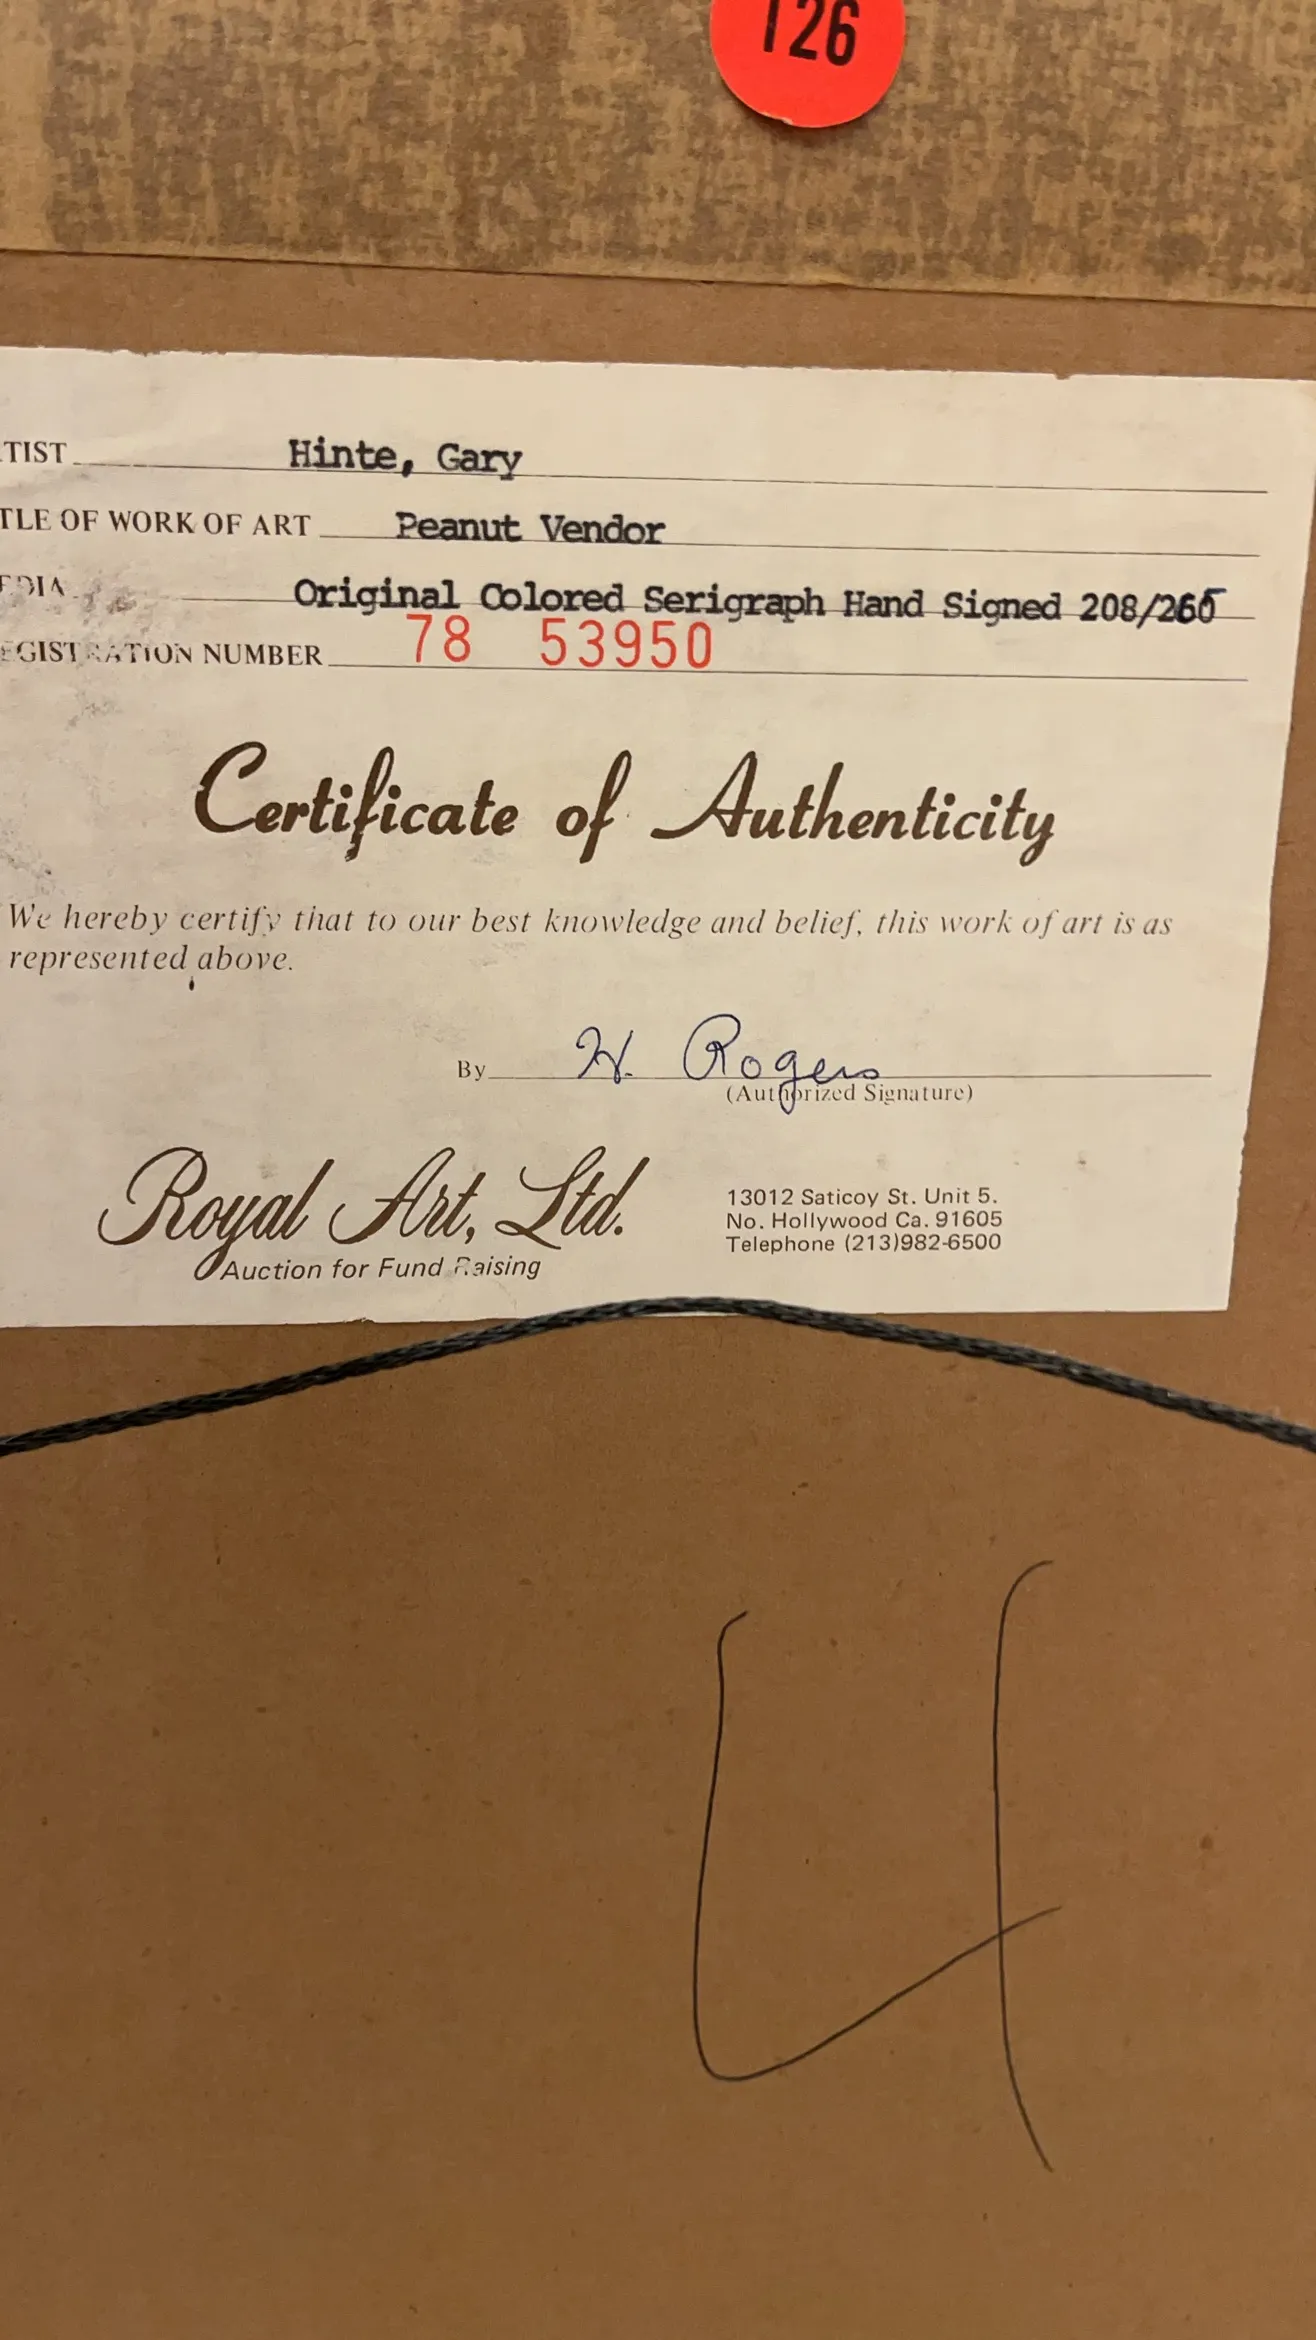 126
TIST Hinte, Gary
TLE OF WORK OF ART Peanut Vendor
EDIA Original Colored Serigraph Hand Signed 208/265
EGISTRATION NUMBER 78 53950
Certificate of Authenticity
We hereby certify that to our best knowledge and belief, this work of art is as
represented above.
By H. Rogers
(Authorized Signature)
Royal Art, Ltd.
Auction for Fund Raising
13012 Saticoy St. Unit 5.
No. Hollywood Ca. 91605
Telephone (213)982-6500
4